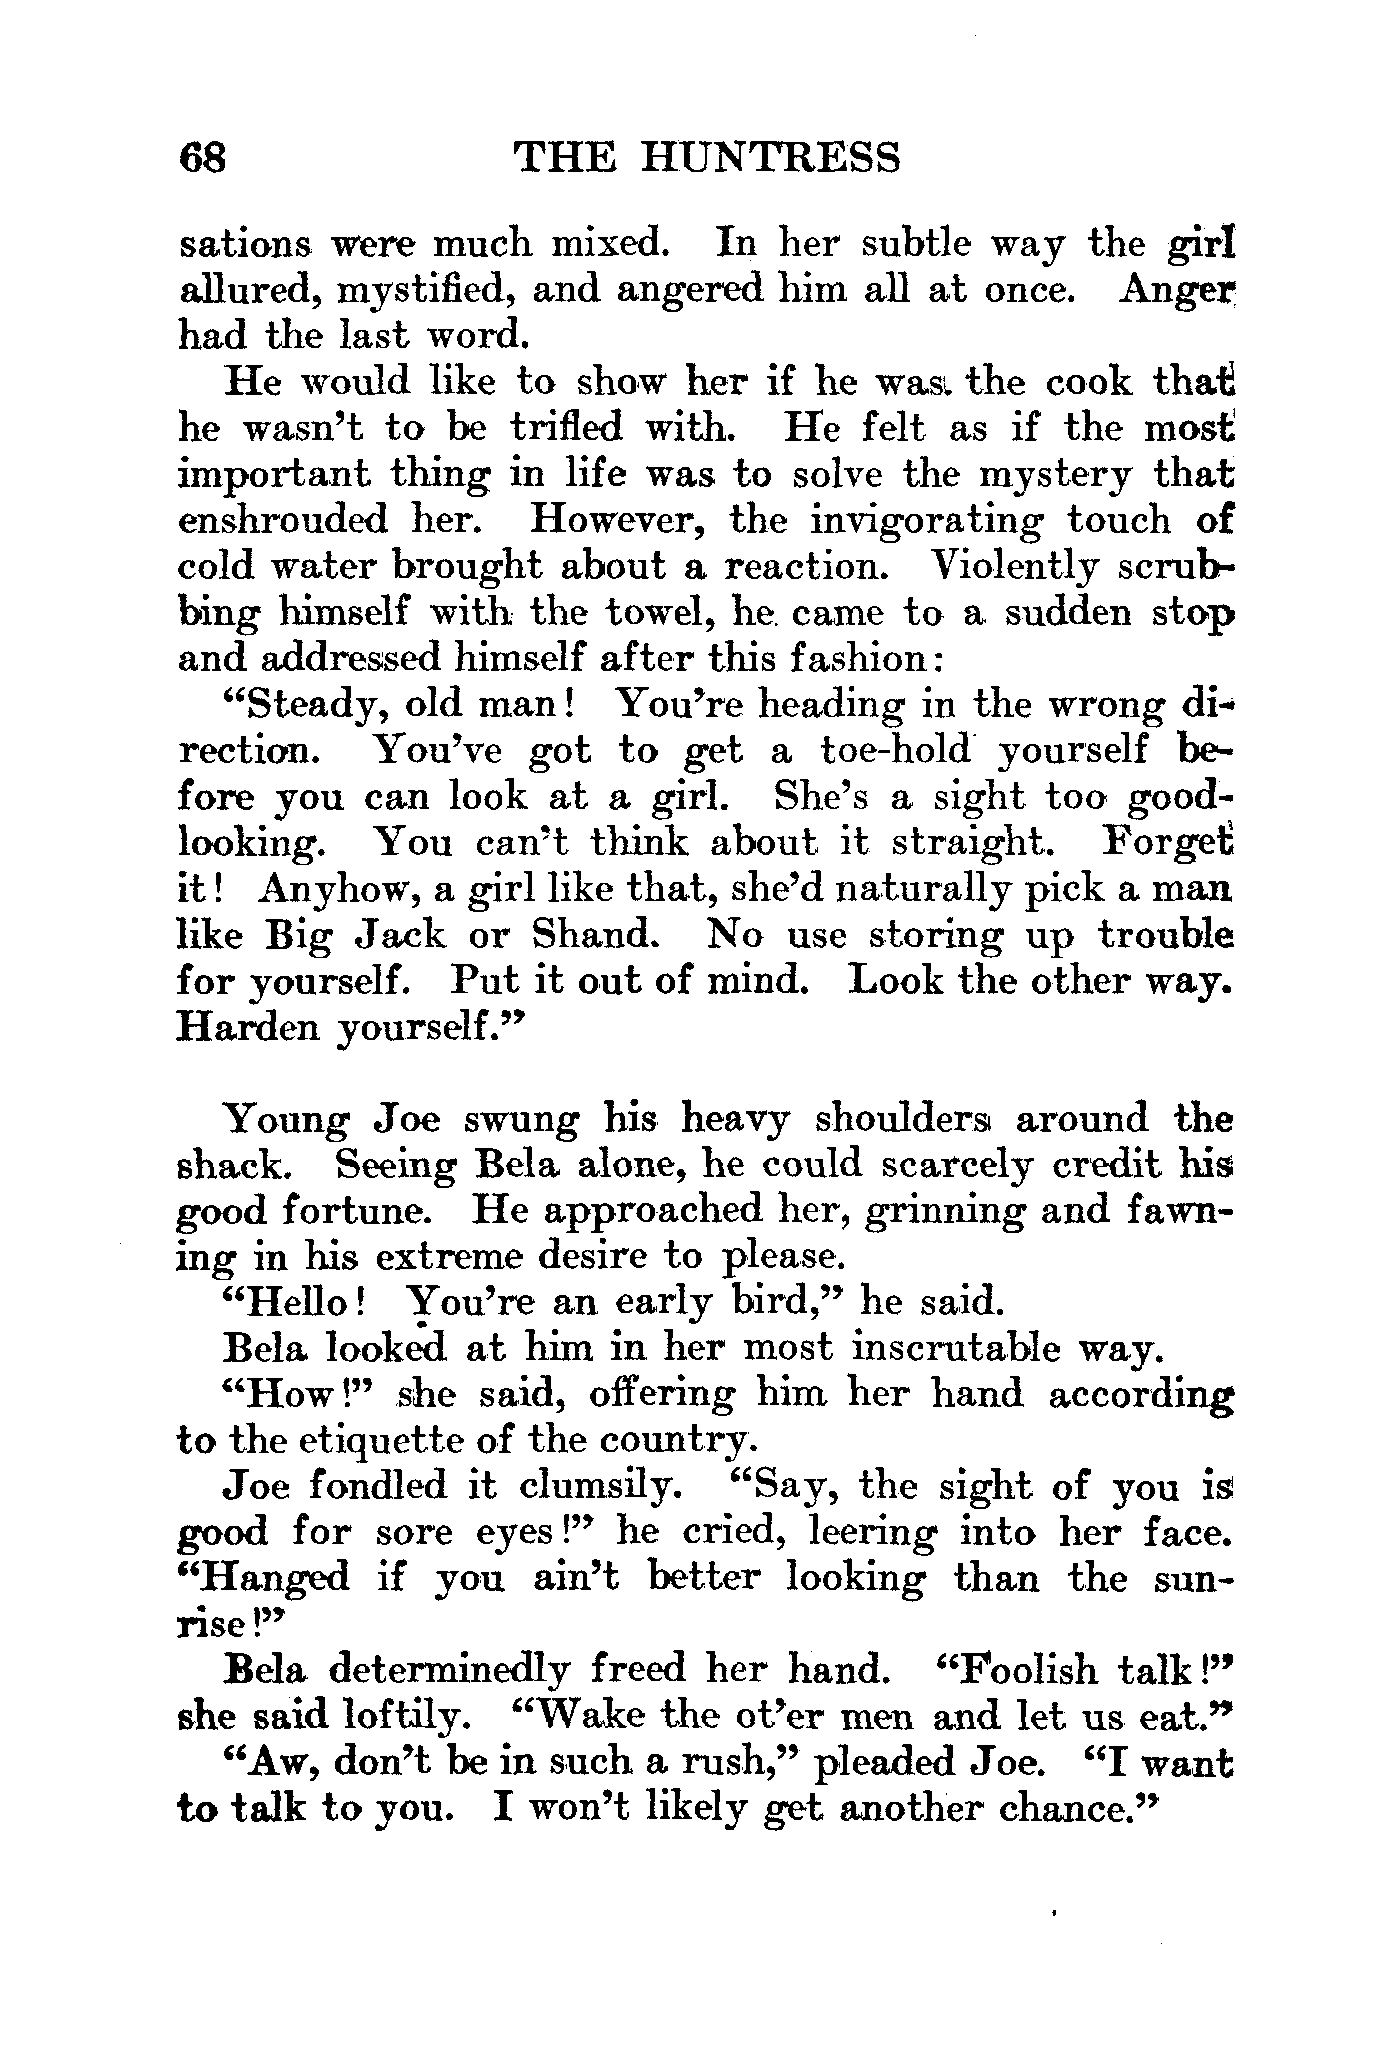 68 THE HUNTRESS
sations were much mixed. In her subtle way the girl
allured, mystified, and angered him all at once. Anger
had the last word.
He would like to show her if he was the cook that
he wasn't to be trifled with. He felt as if the most
important thing in life was to solve the mystery that
enshrouded her. However, the invigorating touch of
cold water brought about a reaction. Violently scrub-
bing himself with the towel, he came to a sudden stop
and addressed himself after this fashion:
"Steady, old man! You're heading in the wrong di-
rection. You've got to get a toe-hold yourself be-
fore you can look at a girl. She's a sight too good-
looking. You can't think about it straight. Forget
it! Anyhow, a girl like that, she'd naturally pick a man
like Big Jack or Shand. No use storing up trouble
for yourself. Put it out of mind. Look the other way.
Harden yourself."
Young Joe swung his heavy shoulders around the
shack. Seeing Bela alone, he could scarcely credit his
good fortune. He approached her, grinning and fawn-
ing in his extreme desire to please.
"Hello! You're an early bird," he said.
Bela looked at him in her most inscrutable way.
"How!" she said, offering him her hand according
to the etiquette of the country.
Joe fondled it clumsily. "Say, the sight of you is
good for sore eyes!" he cried, leering into her face.
"Hanged if you ain't better looking than the sun-
rise!"
Bela determinedly freed her hand. "Foolish talk!"
she said loftily. "Wake the ot'er men and let us eat."
"Aw, don't be in such a rush," pleaded Joe. "I want
to talk to you. I won't likely get another chance."